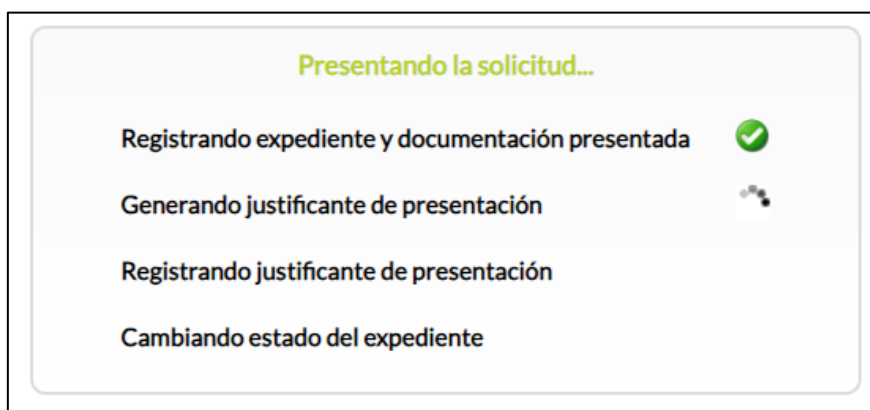 Presentando la solicitud...
Registrando expediente y documentación presentada
Generando justificante de presentación
Registrando justificante de presentación
Cambiando estado del expediente